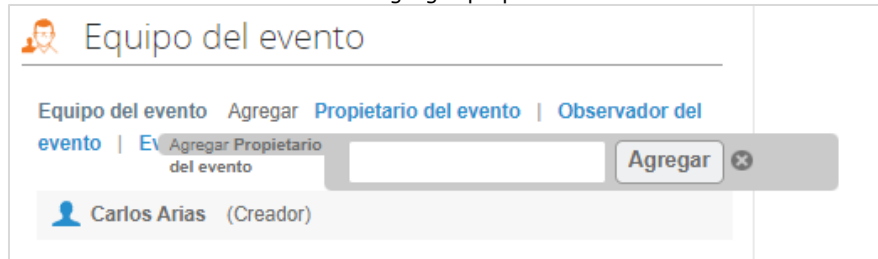 Equipo del evento
Equipo del evento Agregar Propietario del evento | Observador del
evento | Ev
Agregar Propietario
del evento
Agregar
Carlos Arias (Creador)